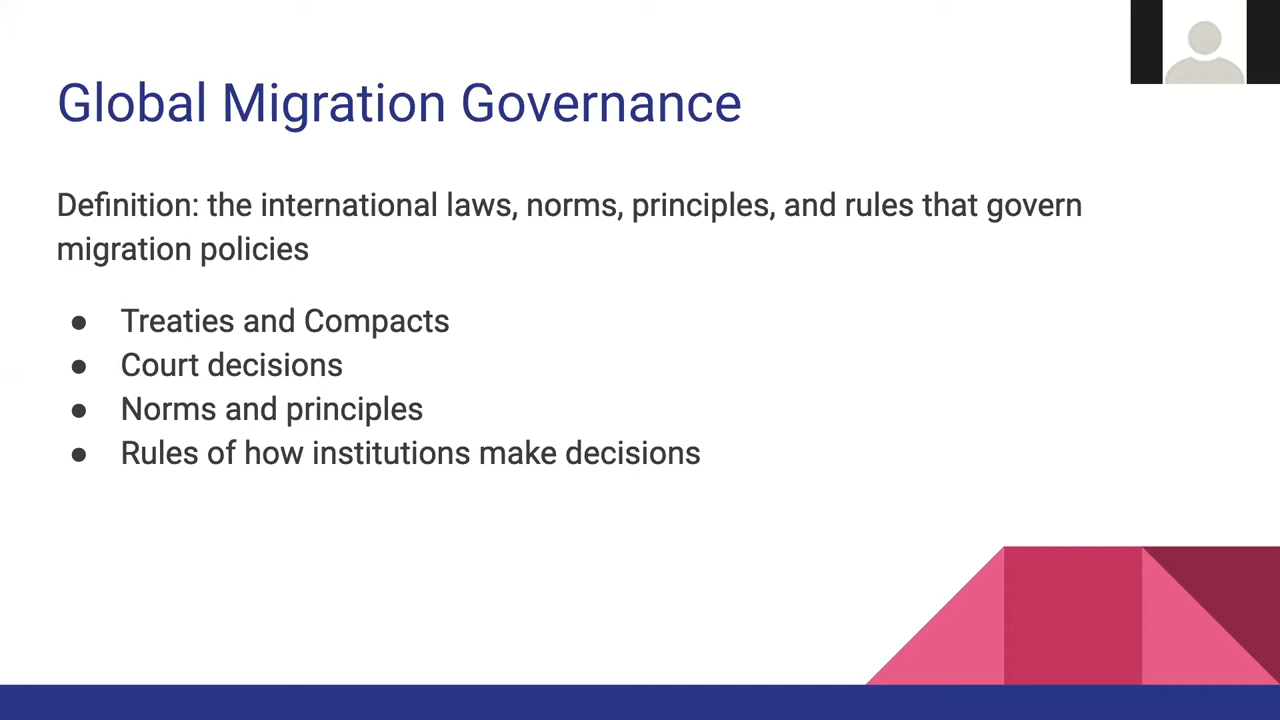 Global Migration Governance
Definition: the international laws, norms, principles, and rules that govern
migration policies
● Treaties and Compacts
● Court decisions
● Norms and principles
● Rules of how institutions make decisions